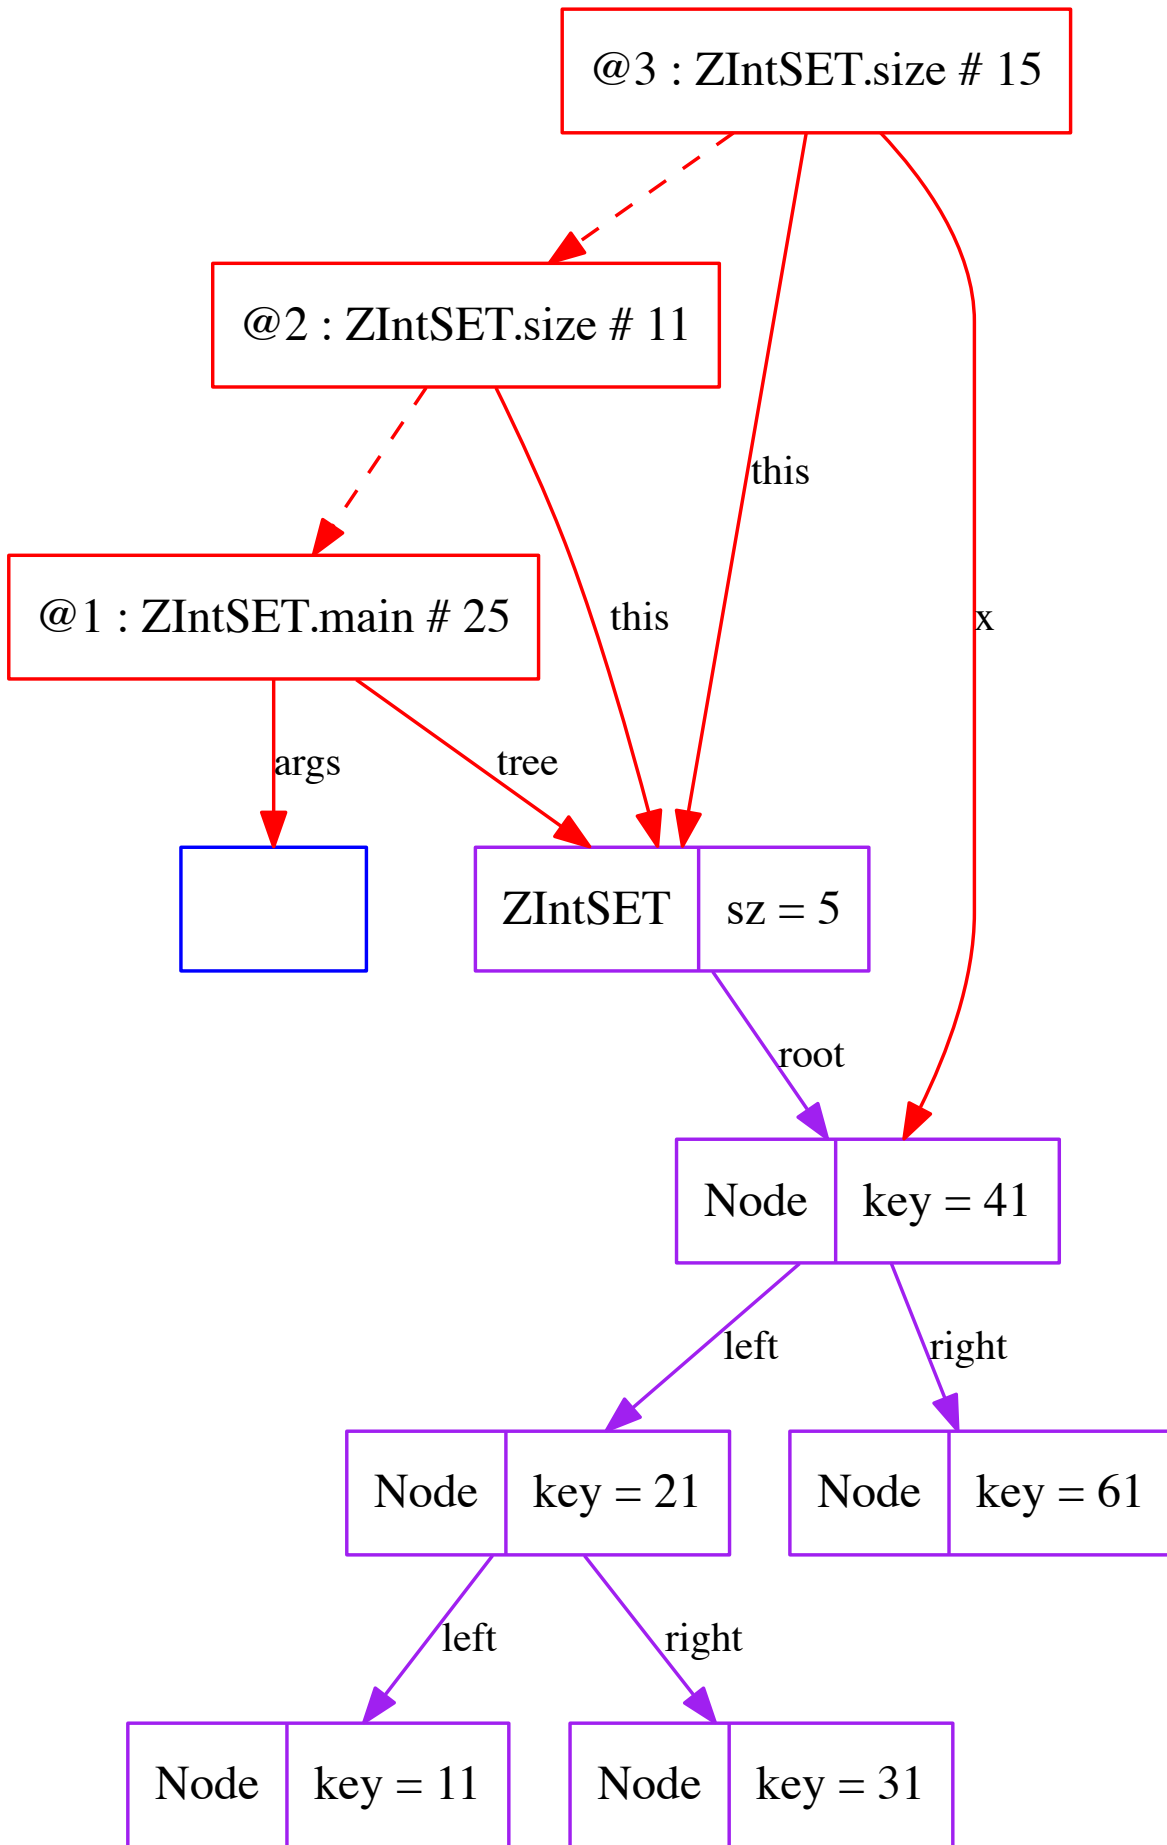 @3 : ZIntSET.size # 15
@2 : ZIntSET.size # 11
this
@1 : ZIntSET.main # 25
this
x
args
tree
ZIntSET
sz = 5
root
Node
key = 41
left
right
Node
key = 21
Node
key = 61
left
right
Node
key = 11
Node
key = 31